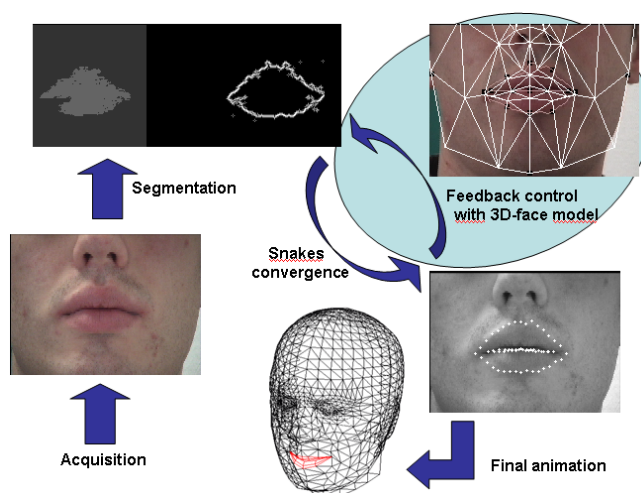 Segmentation
Feedback control
with 3D-face model
Snakes
convergence
Acquisition
Final animation